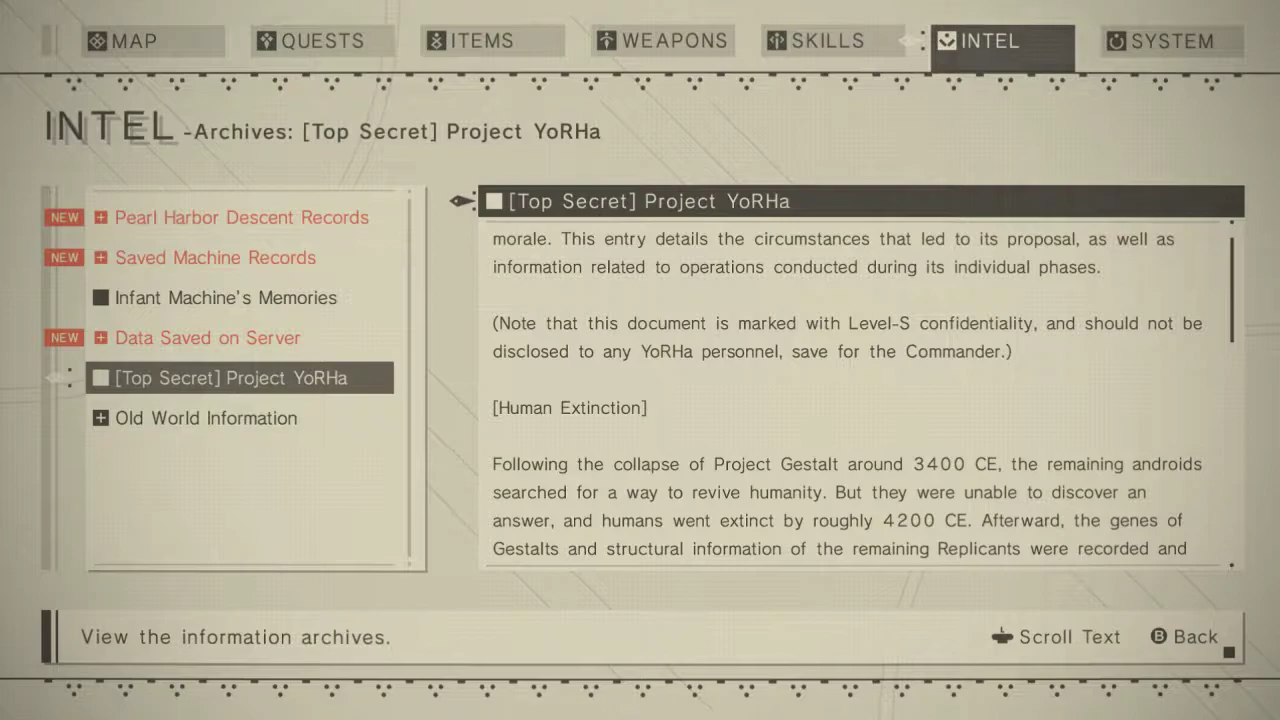 MAP
QUESTS
ITEMS
WEAPONS
SKILLS
INTEL
SYSTEM
INTEL -Archives: [Top Secret] Project YoRHa
NEW Pearl Harbor Descent Records
NEW Saved Machine Records
Infant Machine's Memories
NEW Data Saved on Server
[Top Secret] Project YoRHa
Old World Information
[Top Secret] Project YoRHa
morale. This entry details the circumstances that led to its proposal, as well as
information related to operations conducted during its individual phases.
(Note that this document is marked with Level-S confidentiality, and should not be
disclosed to any YoRHa personnel, save for the Commander.)
[Human Extinction]
Following the collapse of Project Gestalt around 3400 CE, the remaining androids
searched for a way to revive humanity. But they were unable to discover an
answer, and humans went extinct by roughly 4200 CE. Afterward, the genes of
Gestalts and structural information of the remaining Replicants were recorded and
View the information archives.
Scroll Text
B Back